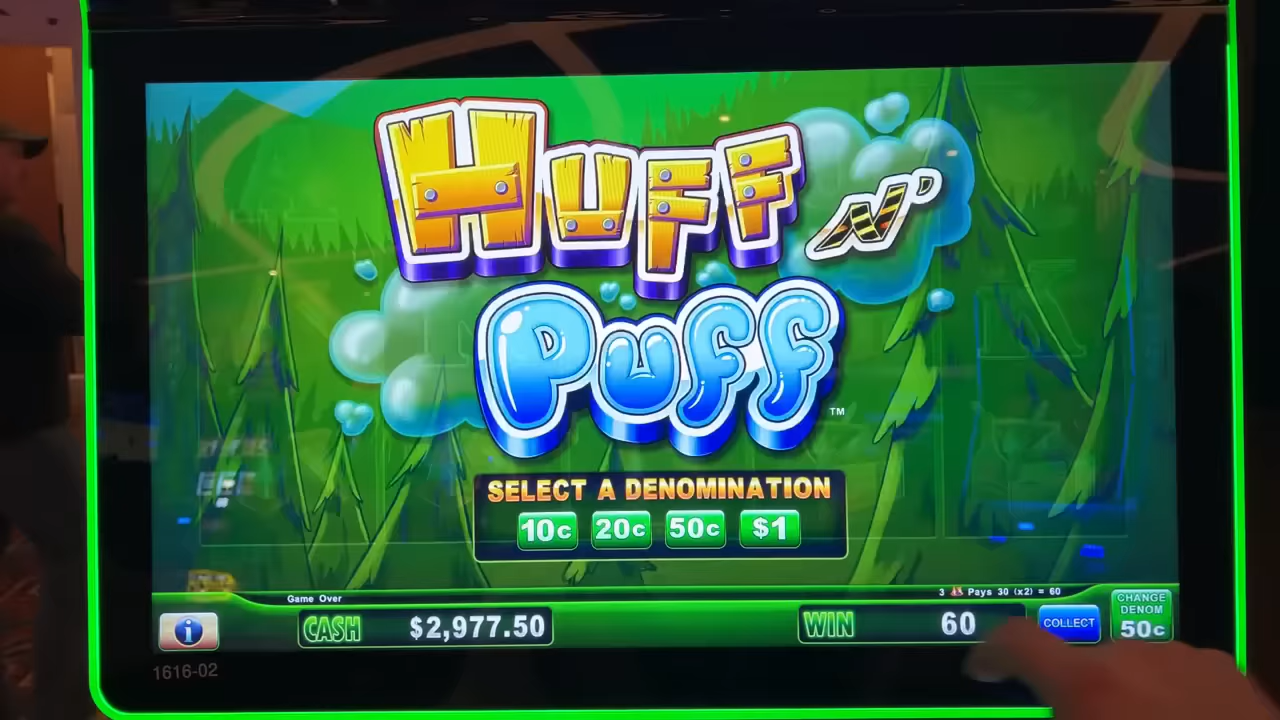 HUFF N'
PUFF ™
SELECT A DENOMINATION
10c 20c 50c $1
Game Over
3 Pays 30 (x2) = 60
i CASH $2,977.50 WIN 60 COLLECT
CHANGE
DENOM
50c
1616-02